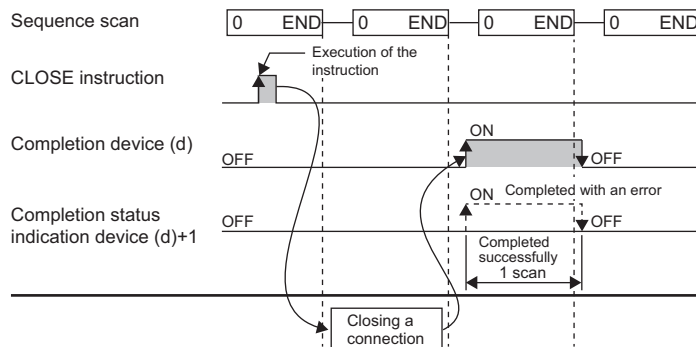 Sequence scan
0 END 0 END 0 END 0 END
Execution of the
instruction
CLOSE instruction
ON
Completion device (d)
OFF
OFF
ON
Completed with an error
Completion status
indication device (d)+1
OFF
OFF
Completed
successfully
1 scan
Closing a
connection